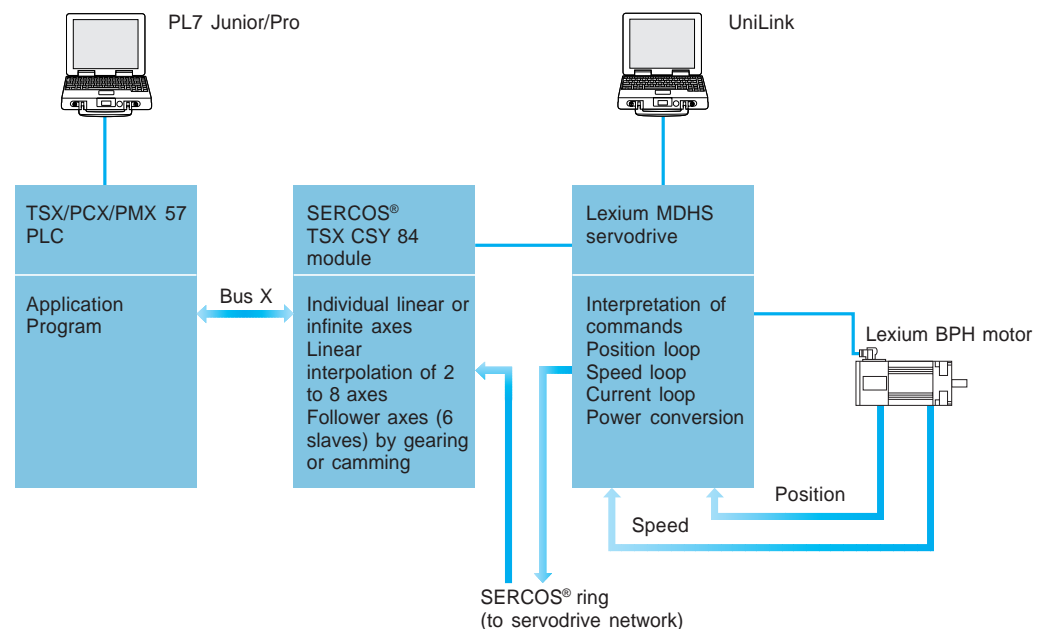 PL7 Junior/Pro
UniLink
TSX/PCX/PMX 57
PLC
Application
Program
Bus X
SERCOS®
TSX CSY 84
module
Individual linear or
infinite axes
Linear
interpolation of 2
to 8 axes
Follower axes (6
slaves) by gearing
or camming
Lexium MDHS
servodrive
Interpretation of
commands
Position loop
Speed loop
Current loop
Power conversion
Lexium BPH motor
Position
Speed
SERCOS® ring
(to servodrive network)